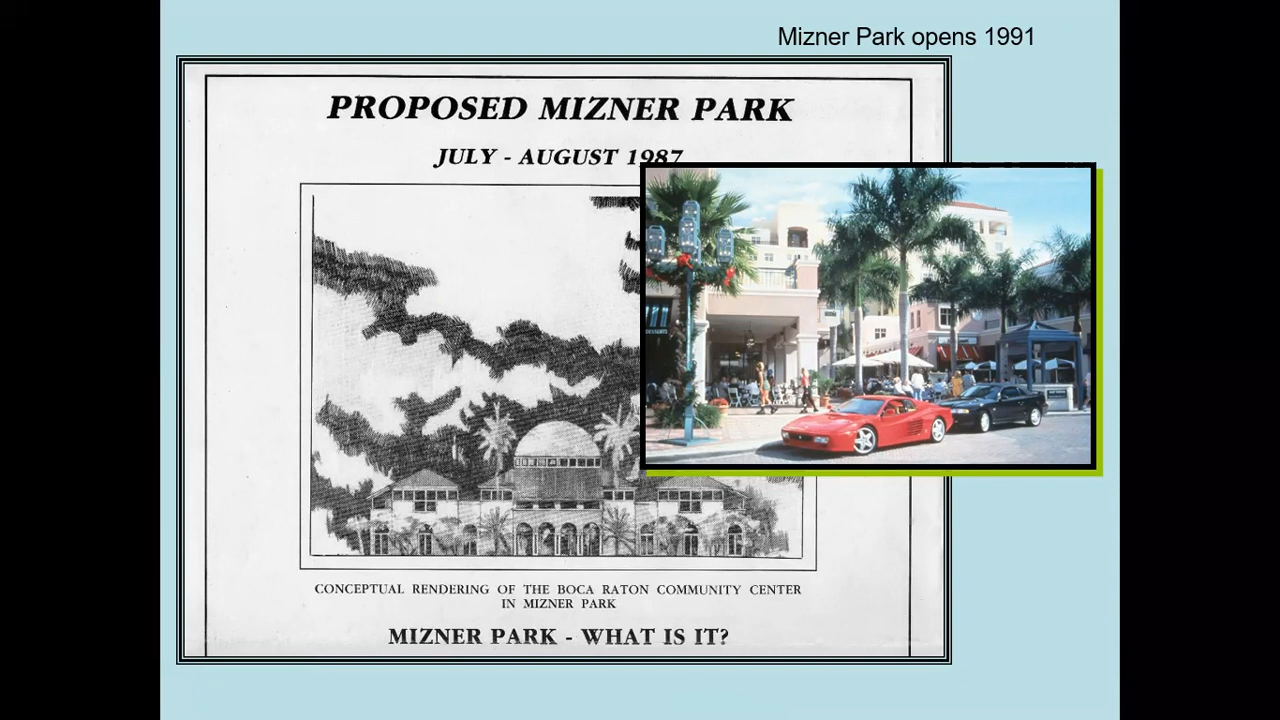 Mizner Park opens 1991
PROPOSED MIZNER PARK
JULY - AUGUST 1987
DESSERTS
CONCEPTUAL RENDERING OF THE BOCA RATON COMMUNITY CENTER
IN MIZNER PARK
MIZNER PARK - WHAT IS IT?